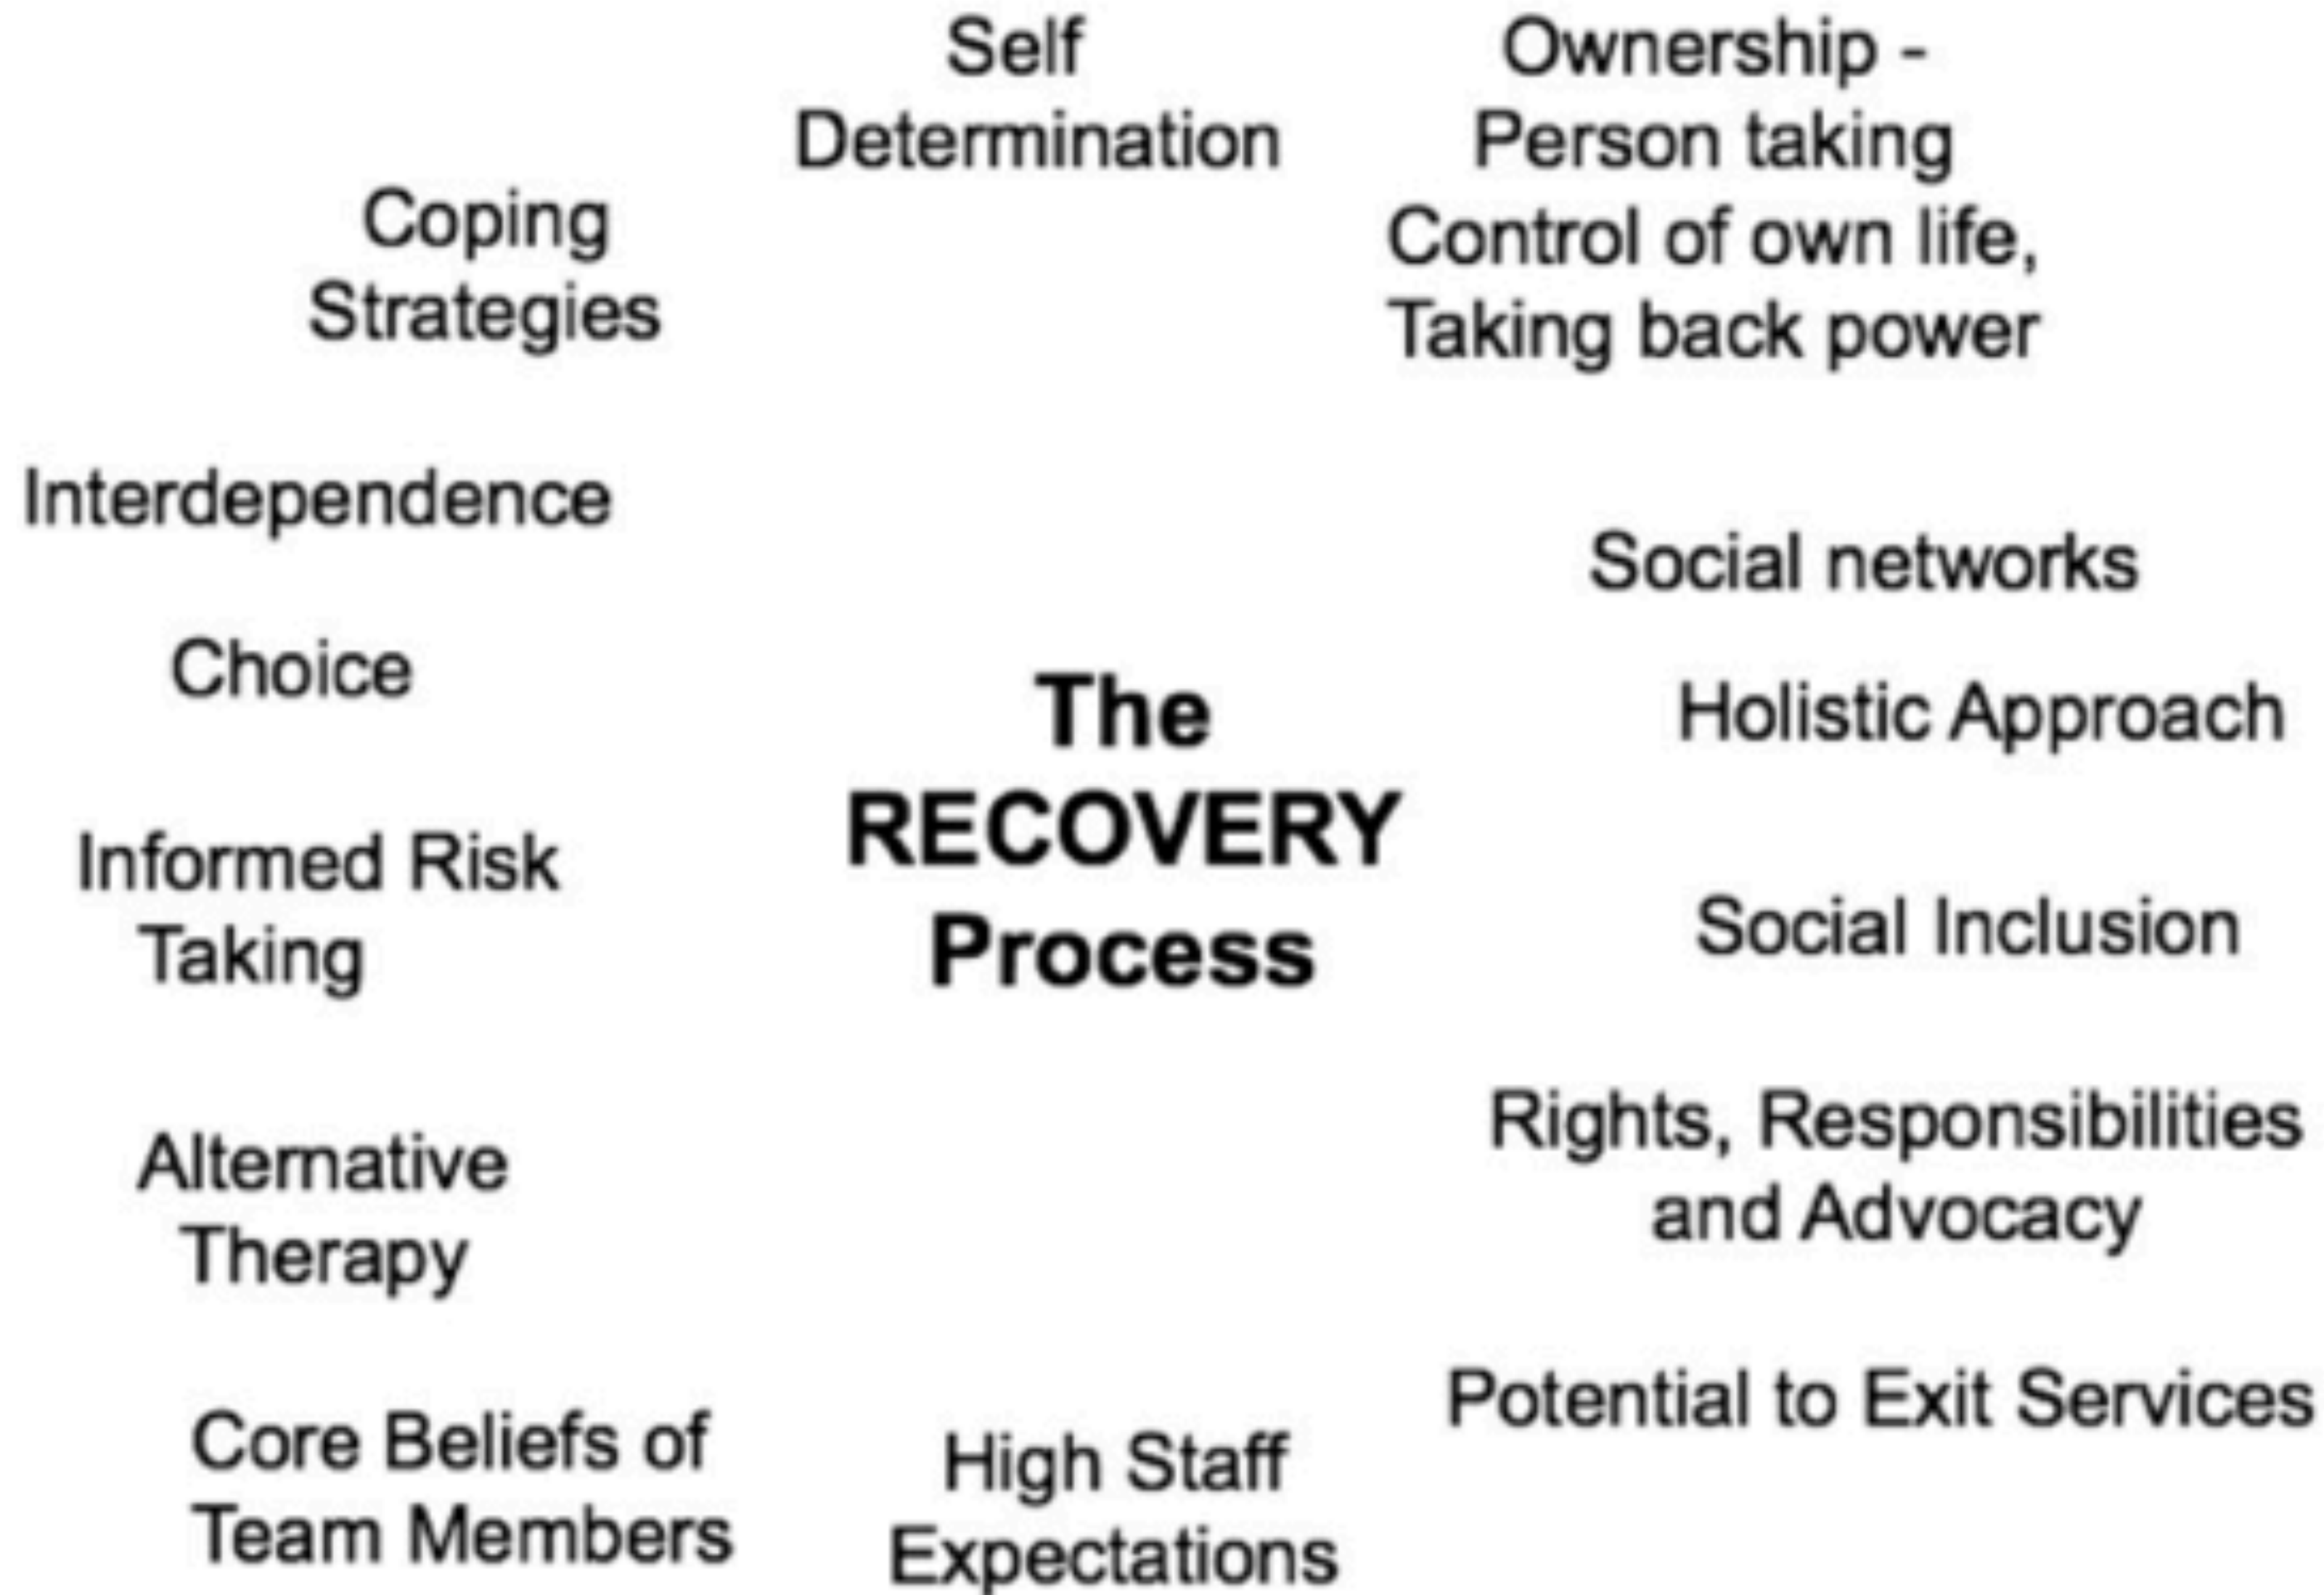 Self
Determination
Ownership -
Person taking
Control of own life,
Taking back power
Coping
Strategies
Interdependence
Social networks
Choice
Holistic Approach
The
RECOVERY
Process
Informed Risk
Taking
Social Inclusion
Alternative
Therapy
Rights, Responsibilities
and Advocacy
Potential to Exit Services
Core Beliefs of
Team Members
High Staff
Expectations